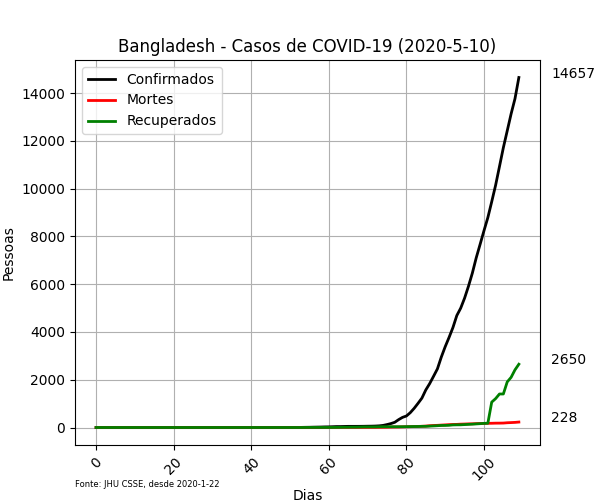 Bangladesh - Casos de COVID-19 (2020-5-10)
Confirmados
Mortes
Recuperados
14657
2650
228
14000
12000
10000
8000
6000
4000
2000
0
Pessoas
0 20 40 60 80 100
Fonte: JHU CSSE, desde 2020-1-22
Dias